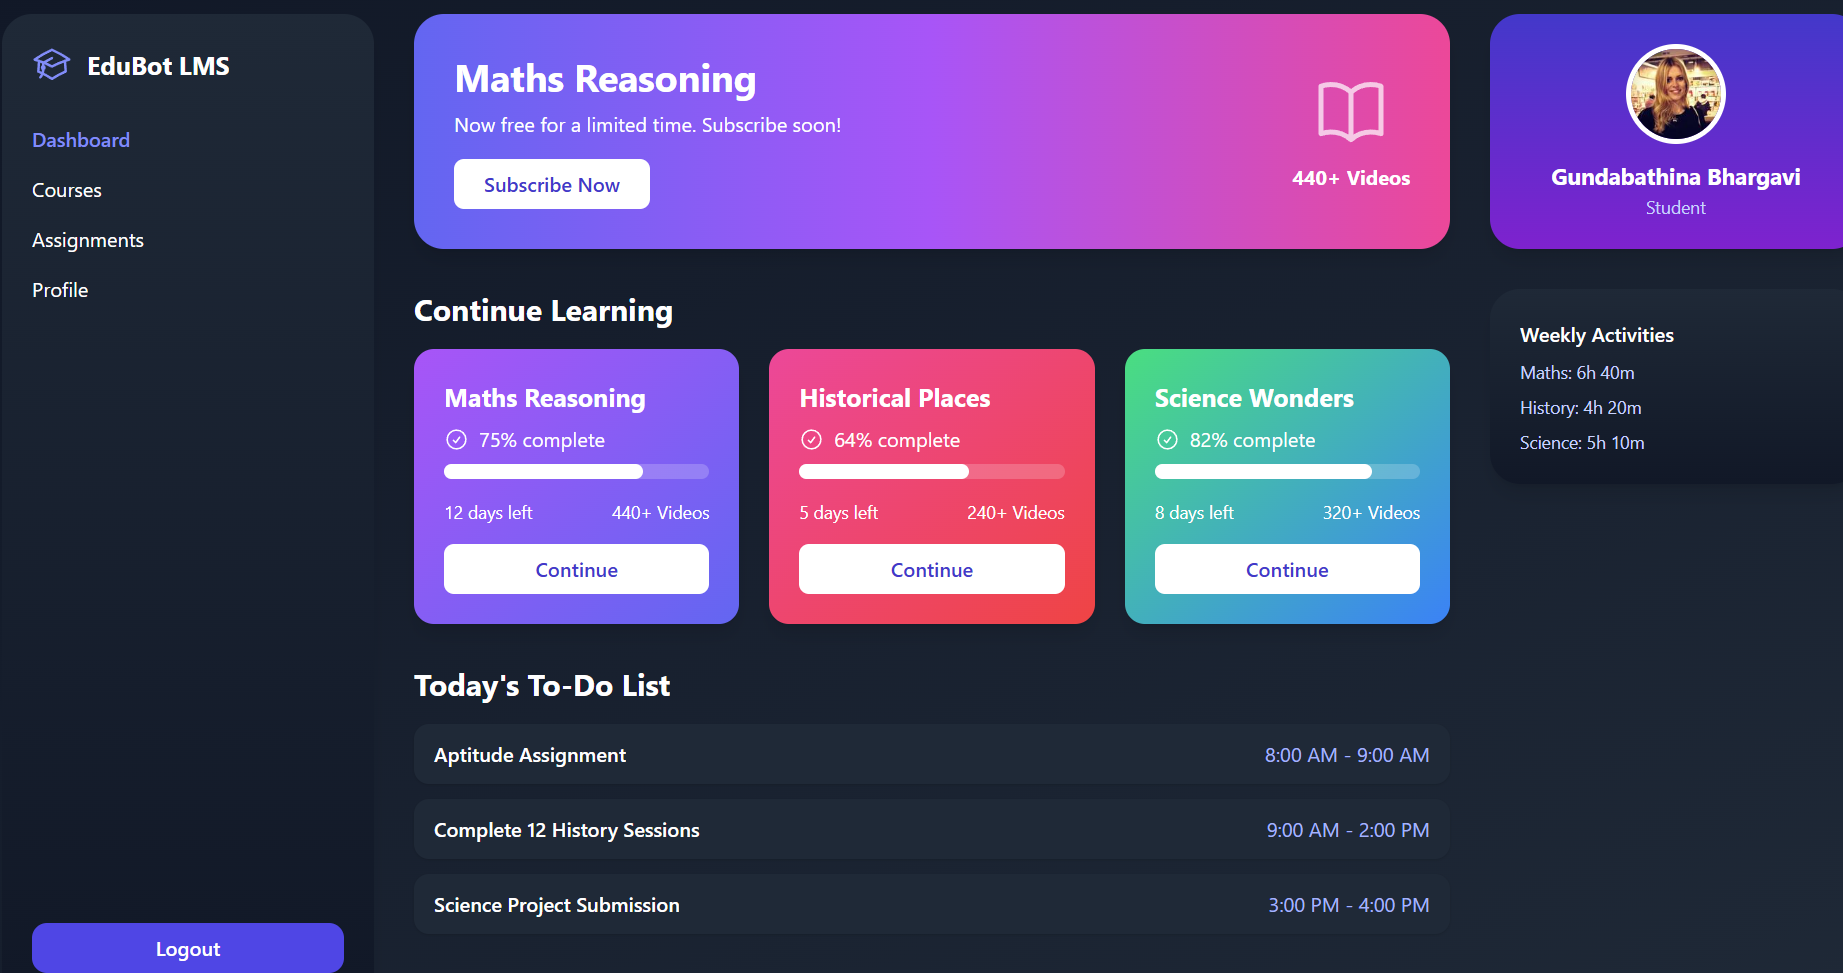 EduBot LMS
Dashboard
Courses
Assignments
Profile
Logout
Maths Reasoning
Now free for a limited time. Subscribe soon!
Subscribe Now
440+ Videos
Continue Learning
Maths Reasoning
75% complete
12 days left 440+ Videos
Continue
Historical Places
64% complete
5 days left 240+ Videos
Continue
Science Wonders
82% complete
8 days left 320+ Videos
Continue
Today's To-Do List
Aptitude Assignment 8:00 AM - 9:00 AM
Complete 12 History Sessions 9:00 AM - 2:00 PM
Science Project Submission 3:00 PM - 4:00 PM
Gundabathina Bhargavi
Student
Weekly Activities
Maths: 6h 40m
History: 4h 20m
Science: 5h 10m